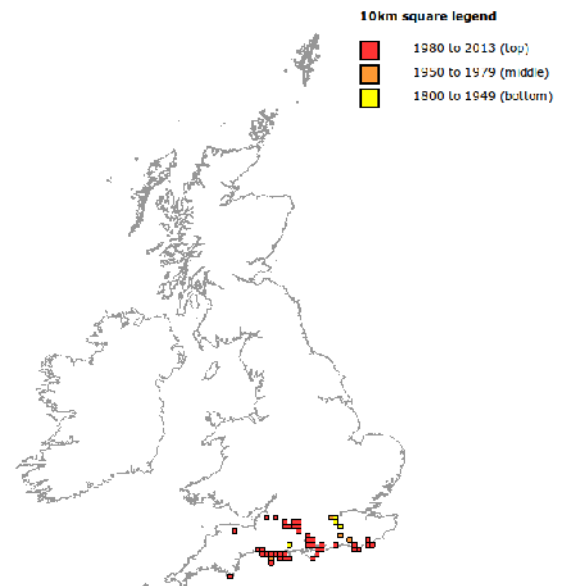 10km square legend
1980 to 2013 (top)
1950 to 1979 (middle)
1800 to 1949 (bottom)